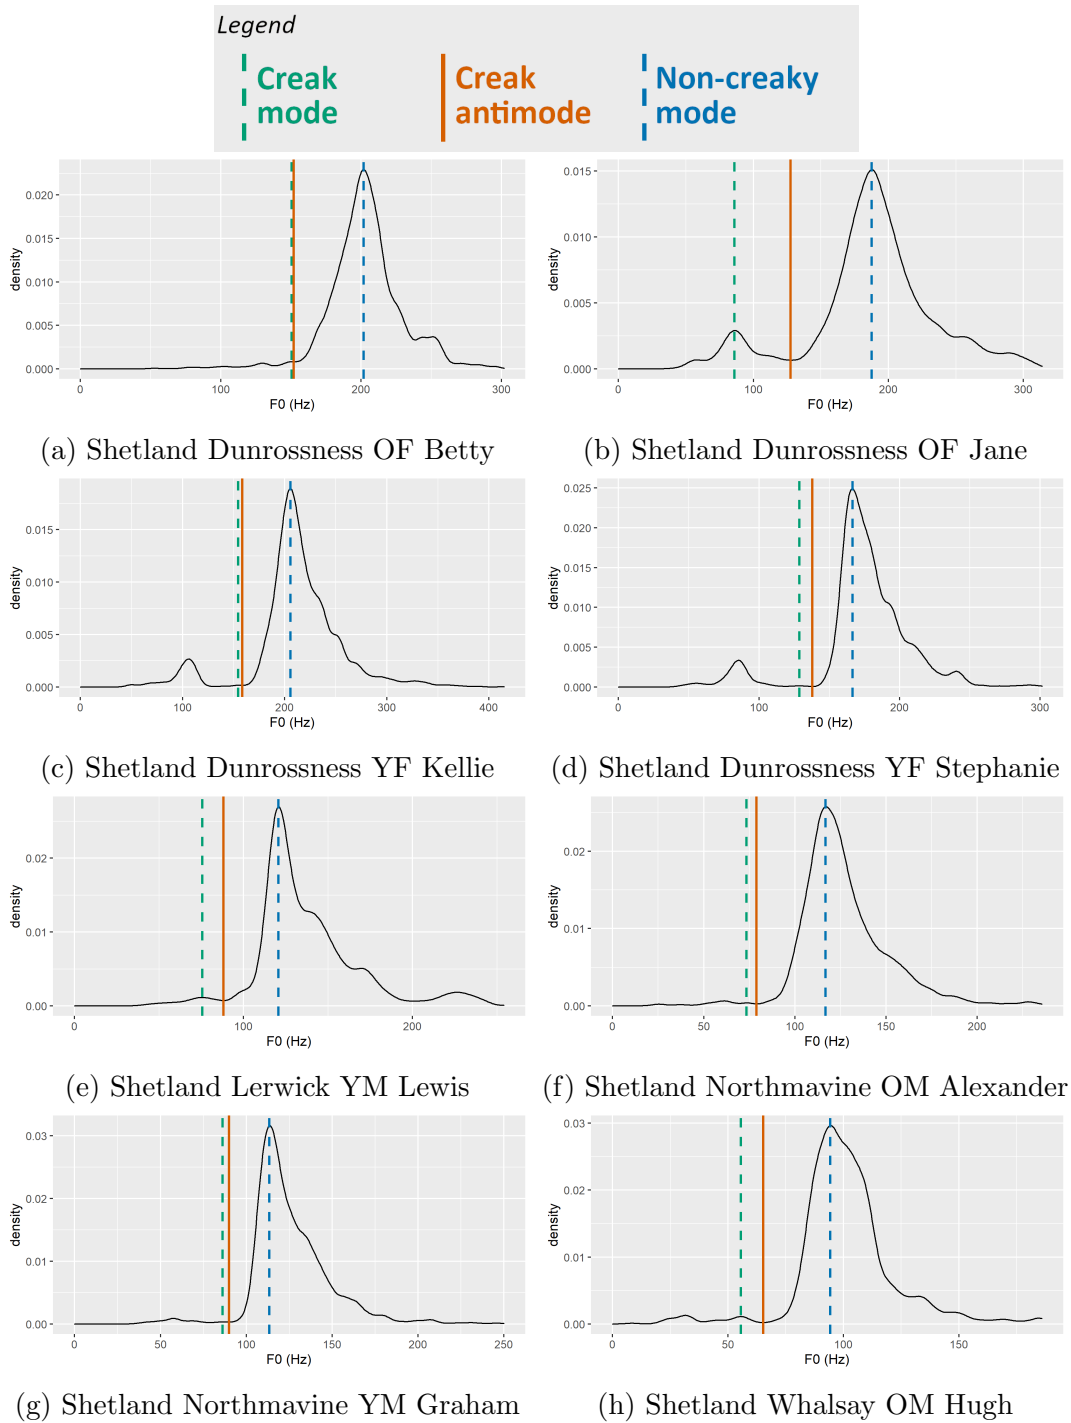 Legend
Creak mode
Creak antimode
Non-creaky mode
0.020
0.015
0.010
0.005
0.000
density
0
100
200
300
F0 (Hz)
(a) Shetland Dunrossness OF Betty
0.015
0.010
0.005
0.000
density
0
100
200
300
F0 (Hz)
(b) Shetland Dunrossness OF Jane
0.015
0.010
0.005
0.000
density
0
100
200
300
400
F0 (Hz)
(c) Shetland Dunrossness YF Kellie
0.025
0.020
0.015
0.010
0.005
0.000
density
0
100
200
300
F0 (Hz)
(d) Shetland Dunrossness YF Stephanie
0.02
0.01
0.00
density
0
100
200
F0 (Hz)
(e) Shetland Lerwick YM Lewis
0.02
0.01
0.00
density
0
50
100
150
200
F0 (Hz)
(f) Shetland Northmavine OM Alexander
0.03
0.02
0.01
0.00
density
0
50
100
150
200
250
F0 (Hz)
(g) Shetland Northmavine YM Graham
0.03
0.02
0.01
0.00
density
0
50
100
150
F0 (Hz)
(h) Shetland Whalsay OM Hugh